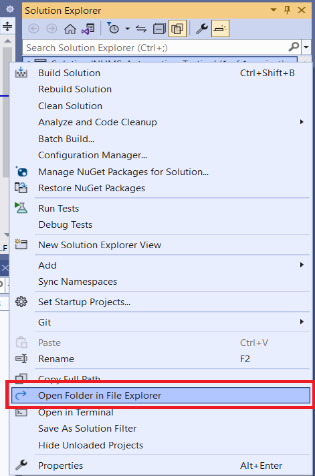 Solution Explorer
Search Solution Explorer (Ctrl+;)
Build Solution Ctrl+Shift+B
Rebuild Solution
Clean Solution
Analyze and Code Cleanup
Batch Build...
Configuration Manager...
Manage NuGet Packages for Solution...
Restore NuGet Packages
Run Tests
Debug Tests
New Solution Explorer View
Add
Sync Namespaces
Set Startup Projects...
Git
Paste Ctrl+V
Rename F2
Copy Full Path
Open Folder in File Explorer
Open in Terminal
Save As Solution Filter
Hide Unloaded Projects
Properties Alt+Enter